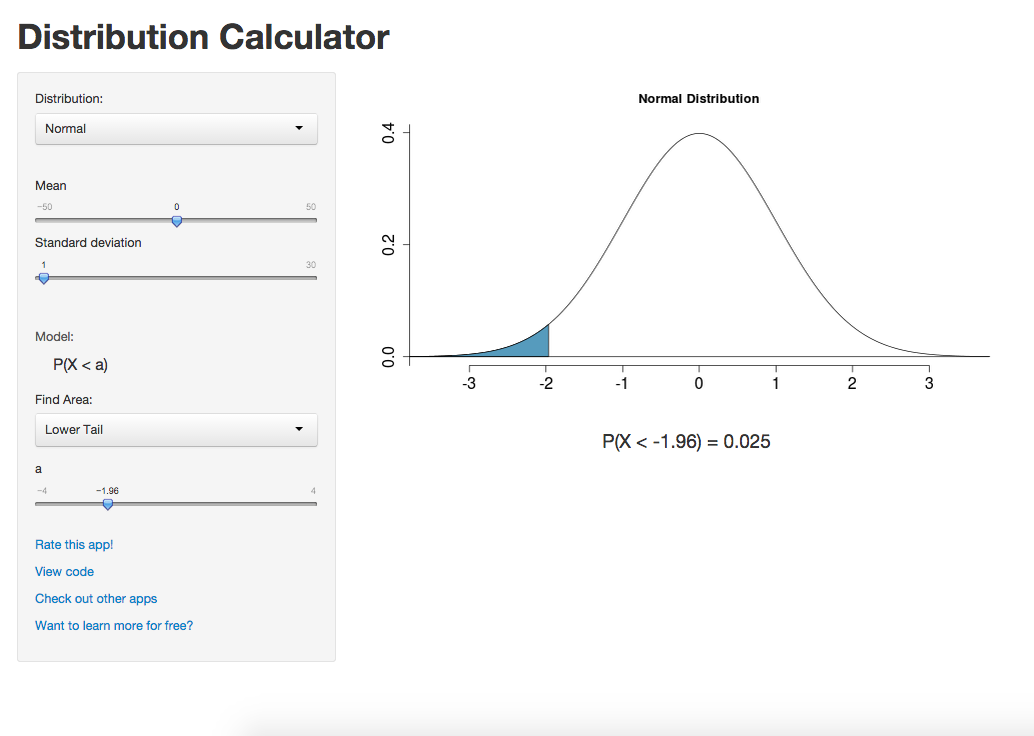 Distribution Calculator
Distribution:
Normal
Mean
−50 0 50
Standard deviation
1 30
Model:
P(X < a)
Find Area:
Lower Tail
a
−4 −1.96 4
Rate this app!
View code
Check out other apps
Want to learn more for free?
Normal Distribution
0.4
0.2
0.0
-3 -2 -1 0 1 2 3
P(X < -1.96) = 0.025